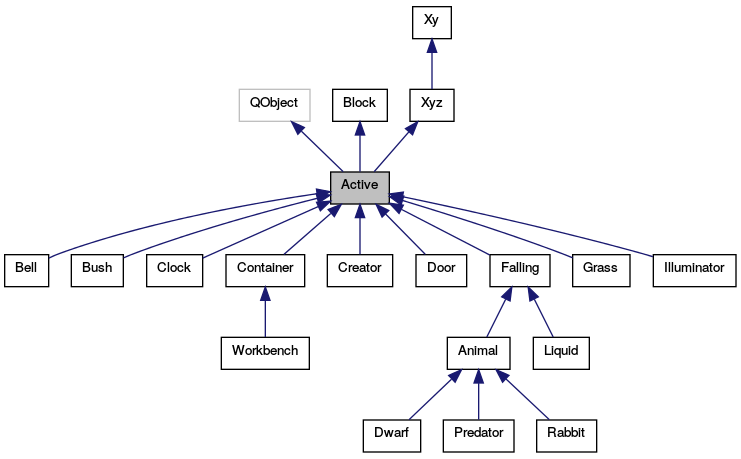 Xy
QObject
Block
Xyz
Active
Bell
Bush
Clock
Container
Creator
Door
Falling
Grass
Illuminator
Workbench
Animal
Liquid
Dwarf
Predator
Rabbit